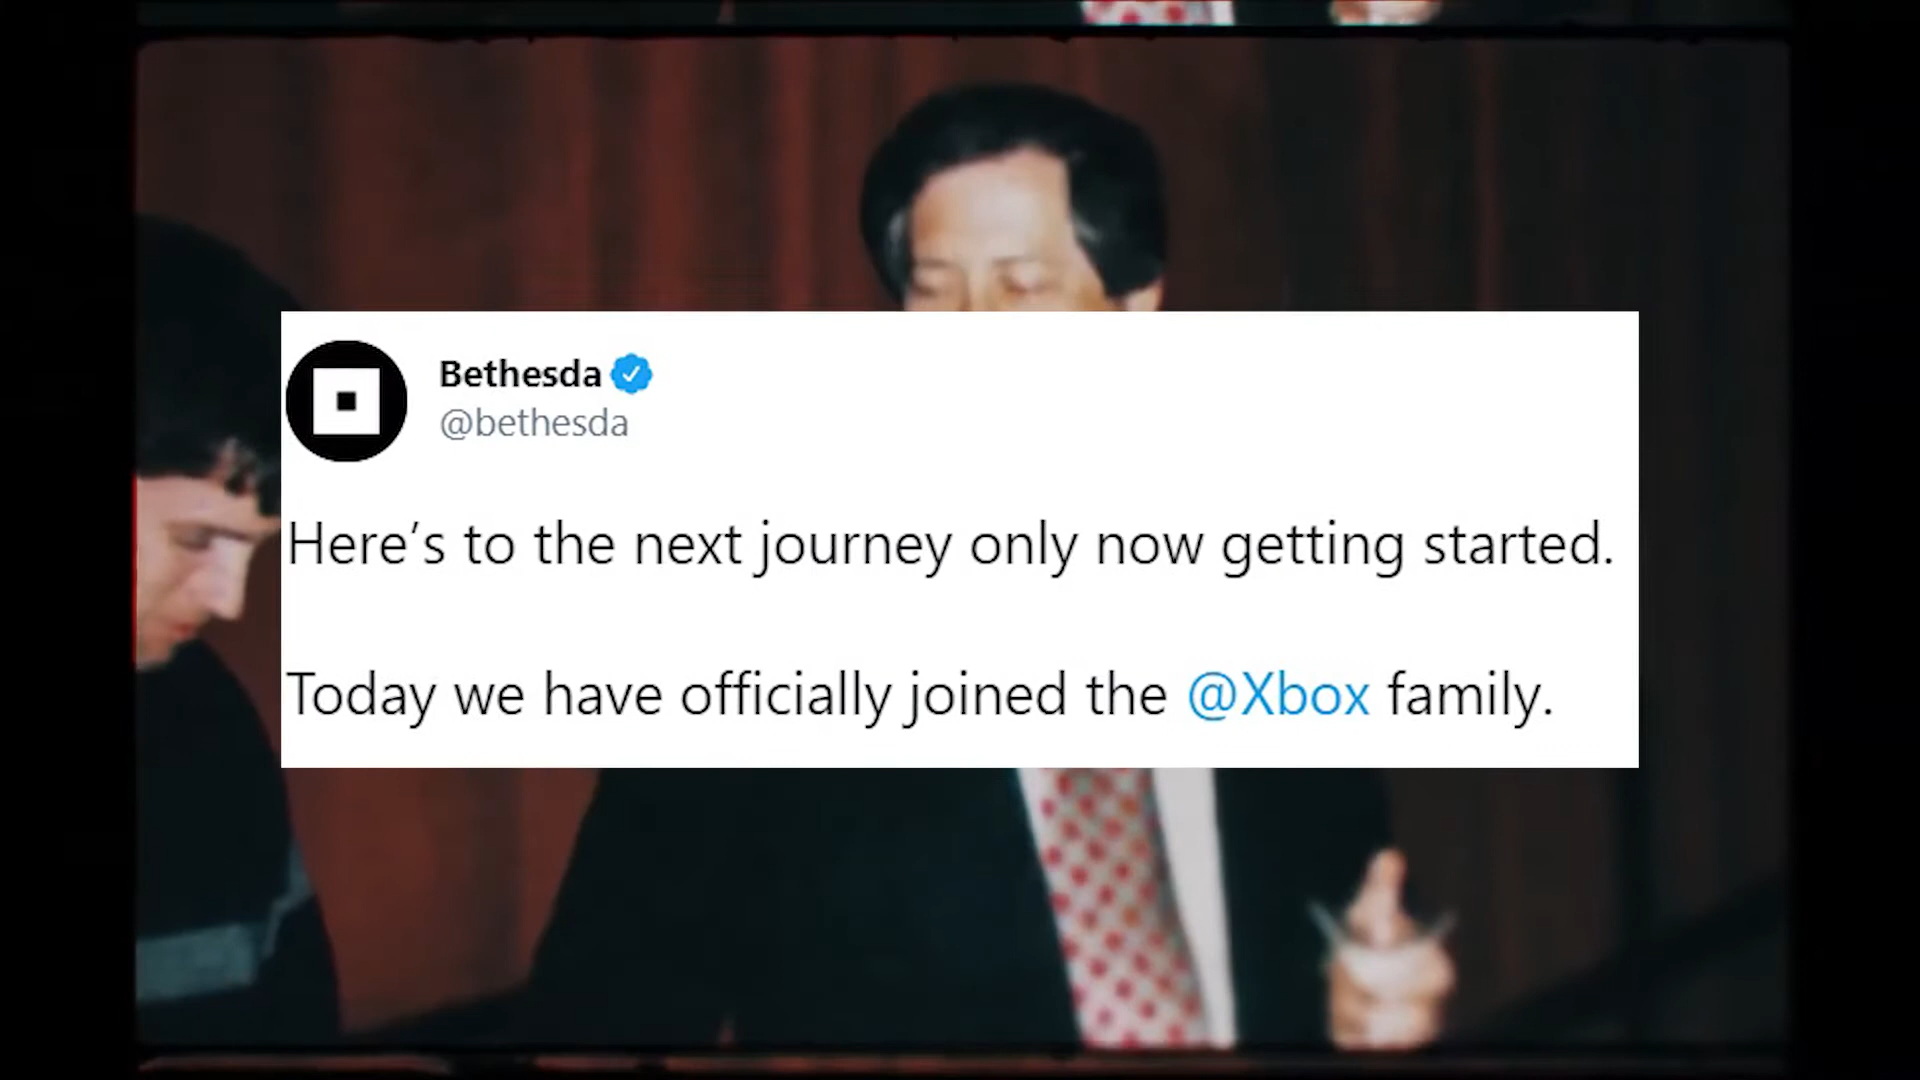 Bethesda
@bethesda
Here’s to the next journey only now getting started.
Today we have officially joined the @Xbox family.